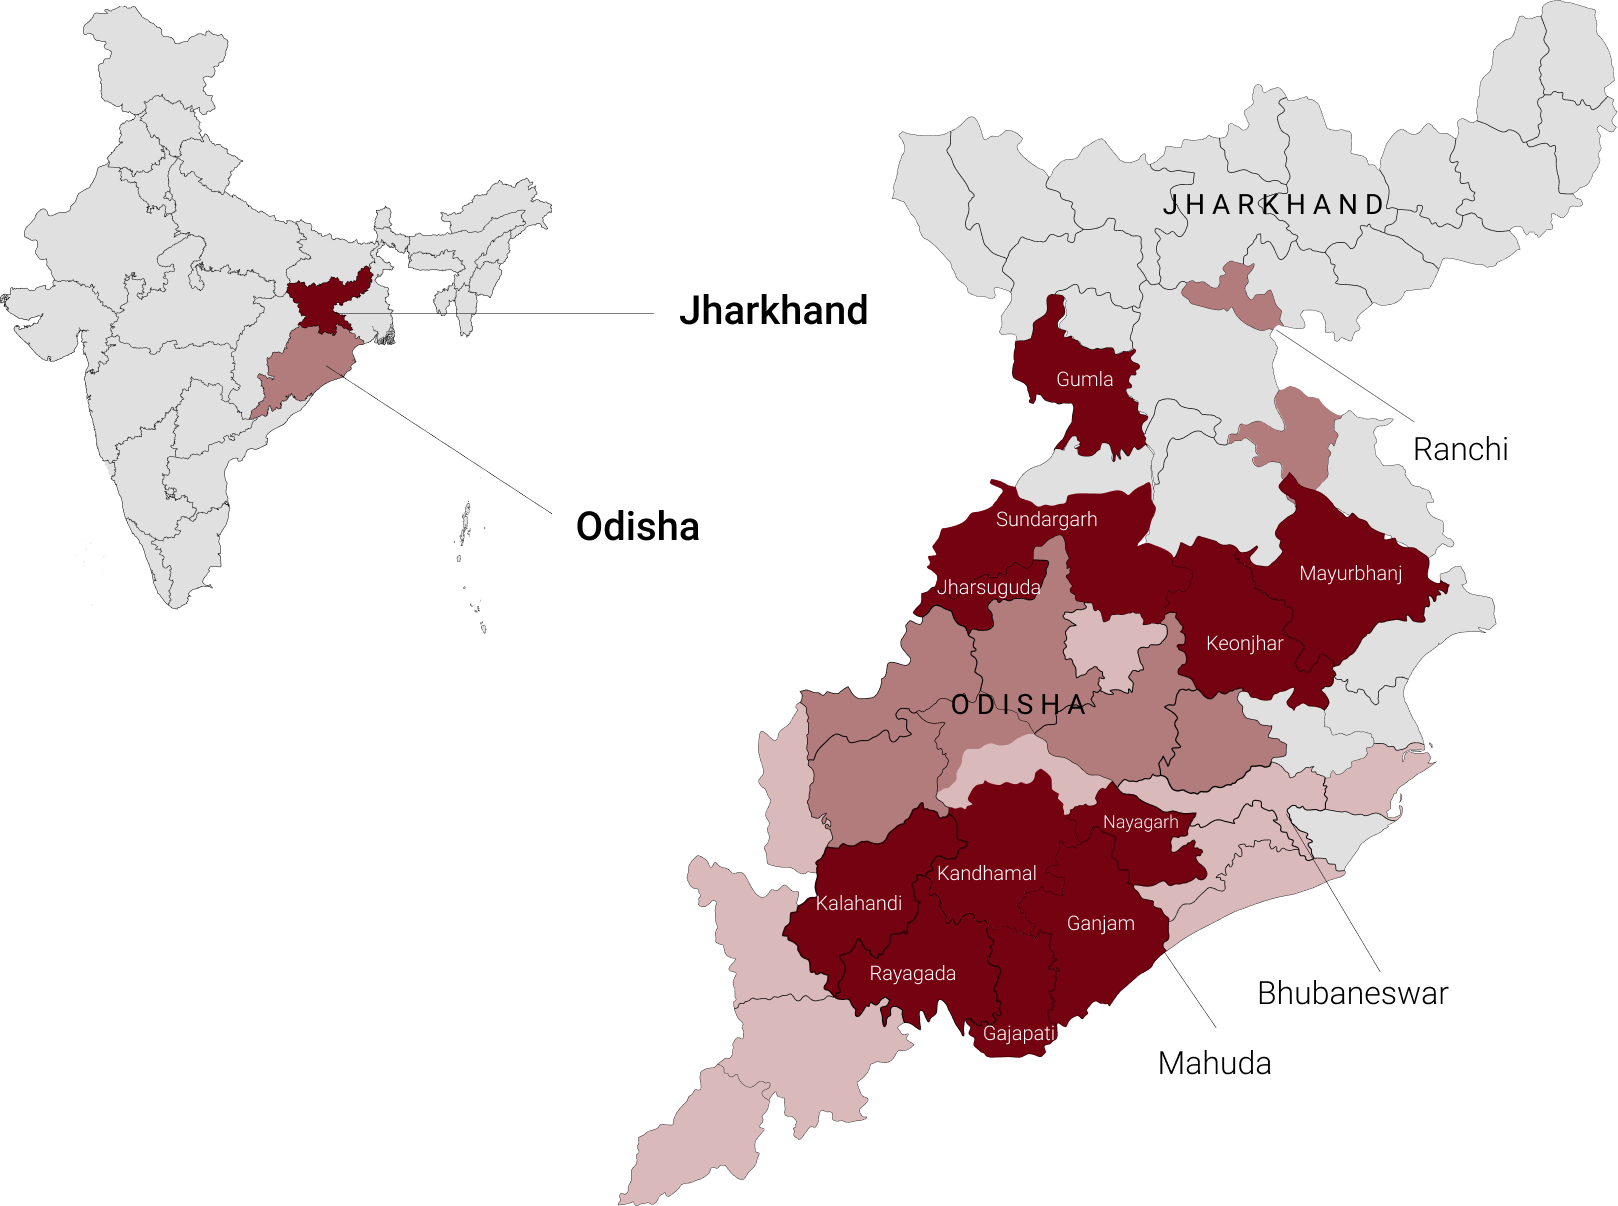 Jharkhand
Odisha
JHARKHAND
Gumla
Ranchi
Sundargarh
Jharsuguda
Mayurbhanj
Keonjhar
ODISHA
Nayagarh
Kandhamal
Kalahandi
Ganjam
Rayagada
Gajapati
Bhubaneswar
Mahuda